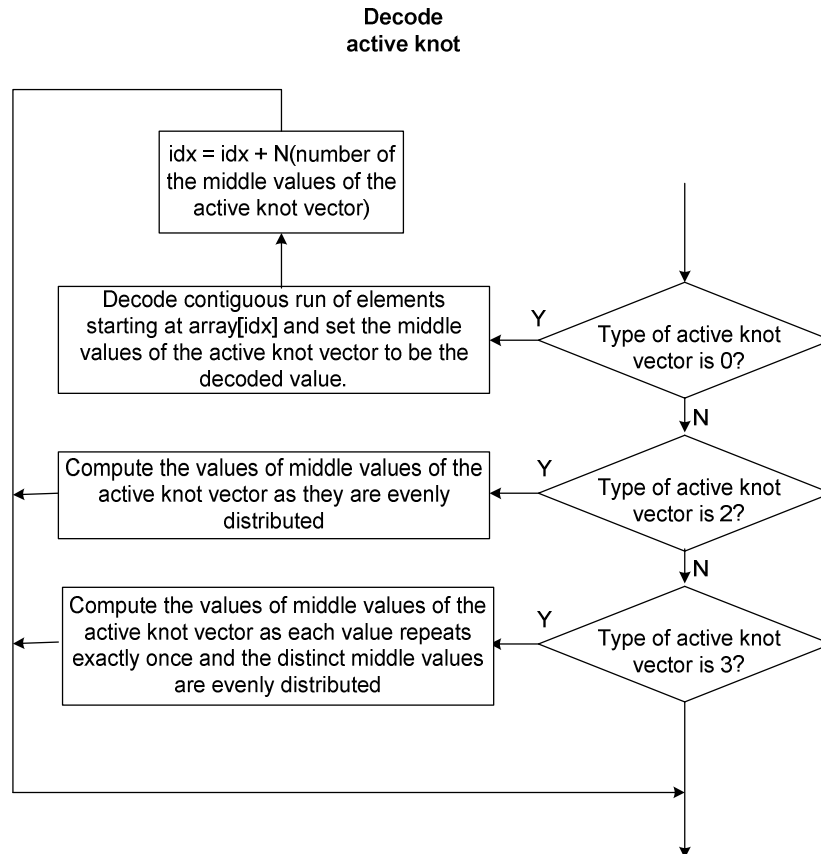 Decode
active knot
idx = idx + N(number of
the middle values of the
active knot vector)
Decode contiguous run of elements
starting at array[idx] and set the middle
values of the active knot vector to be the
decoded value.
Y
Type of active knot
vector is 0?
N
Compute the values of middle values of the
active knot vector as they are evenly
distributed
Y
Type of active knot
vector is 2?
N
Compute the values of middle values of the
active knot vector as each value repeats
exactly once and the distinct middle values
are evenly distributed
Y
Type of active knot
vector is 3?